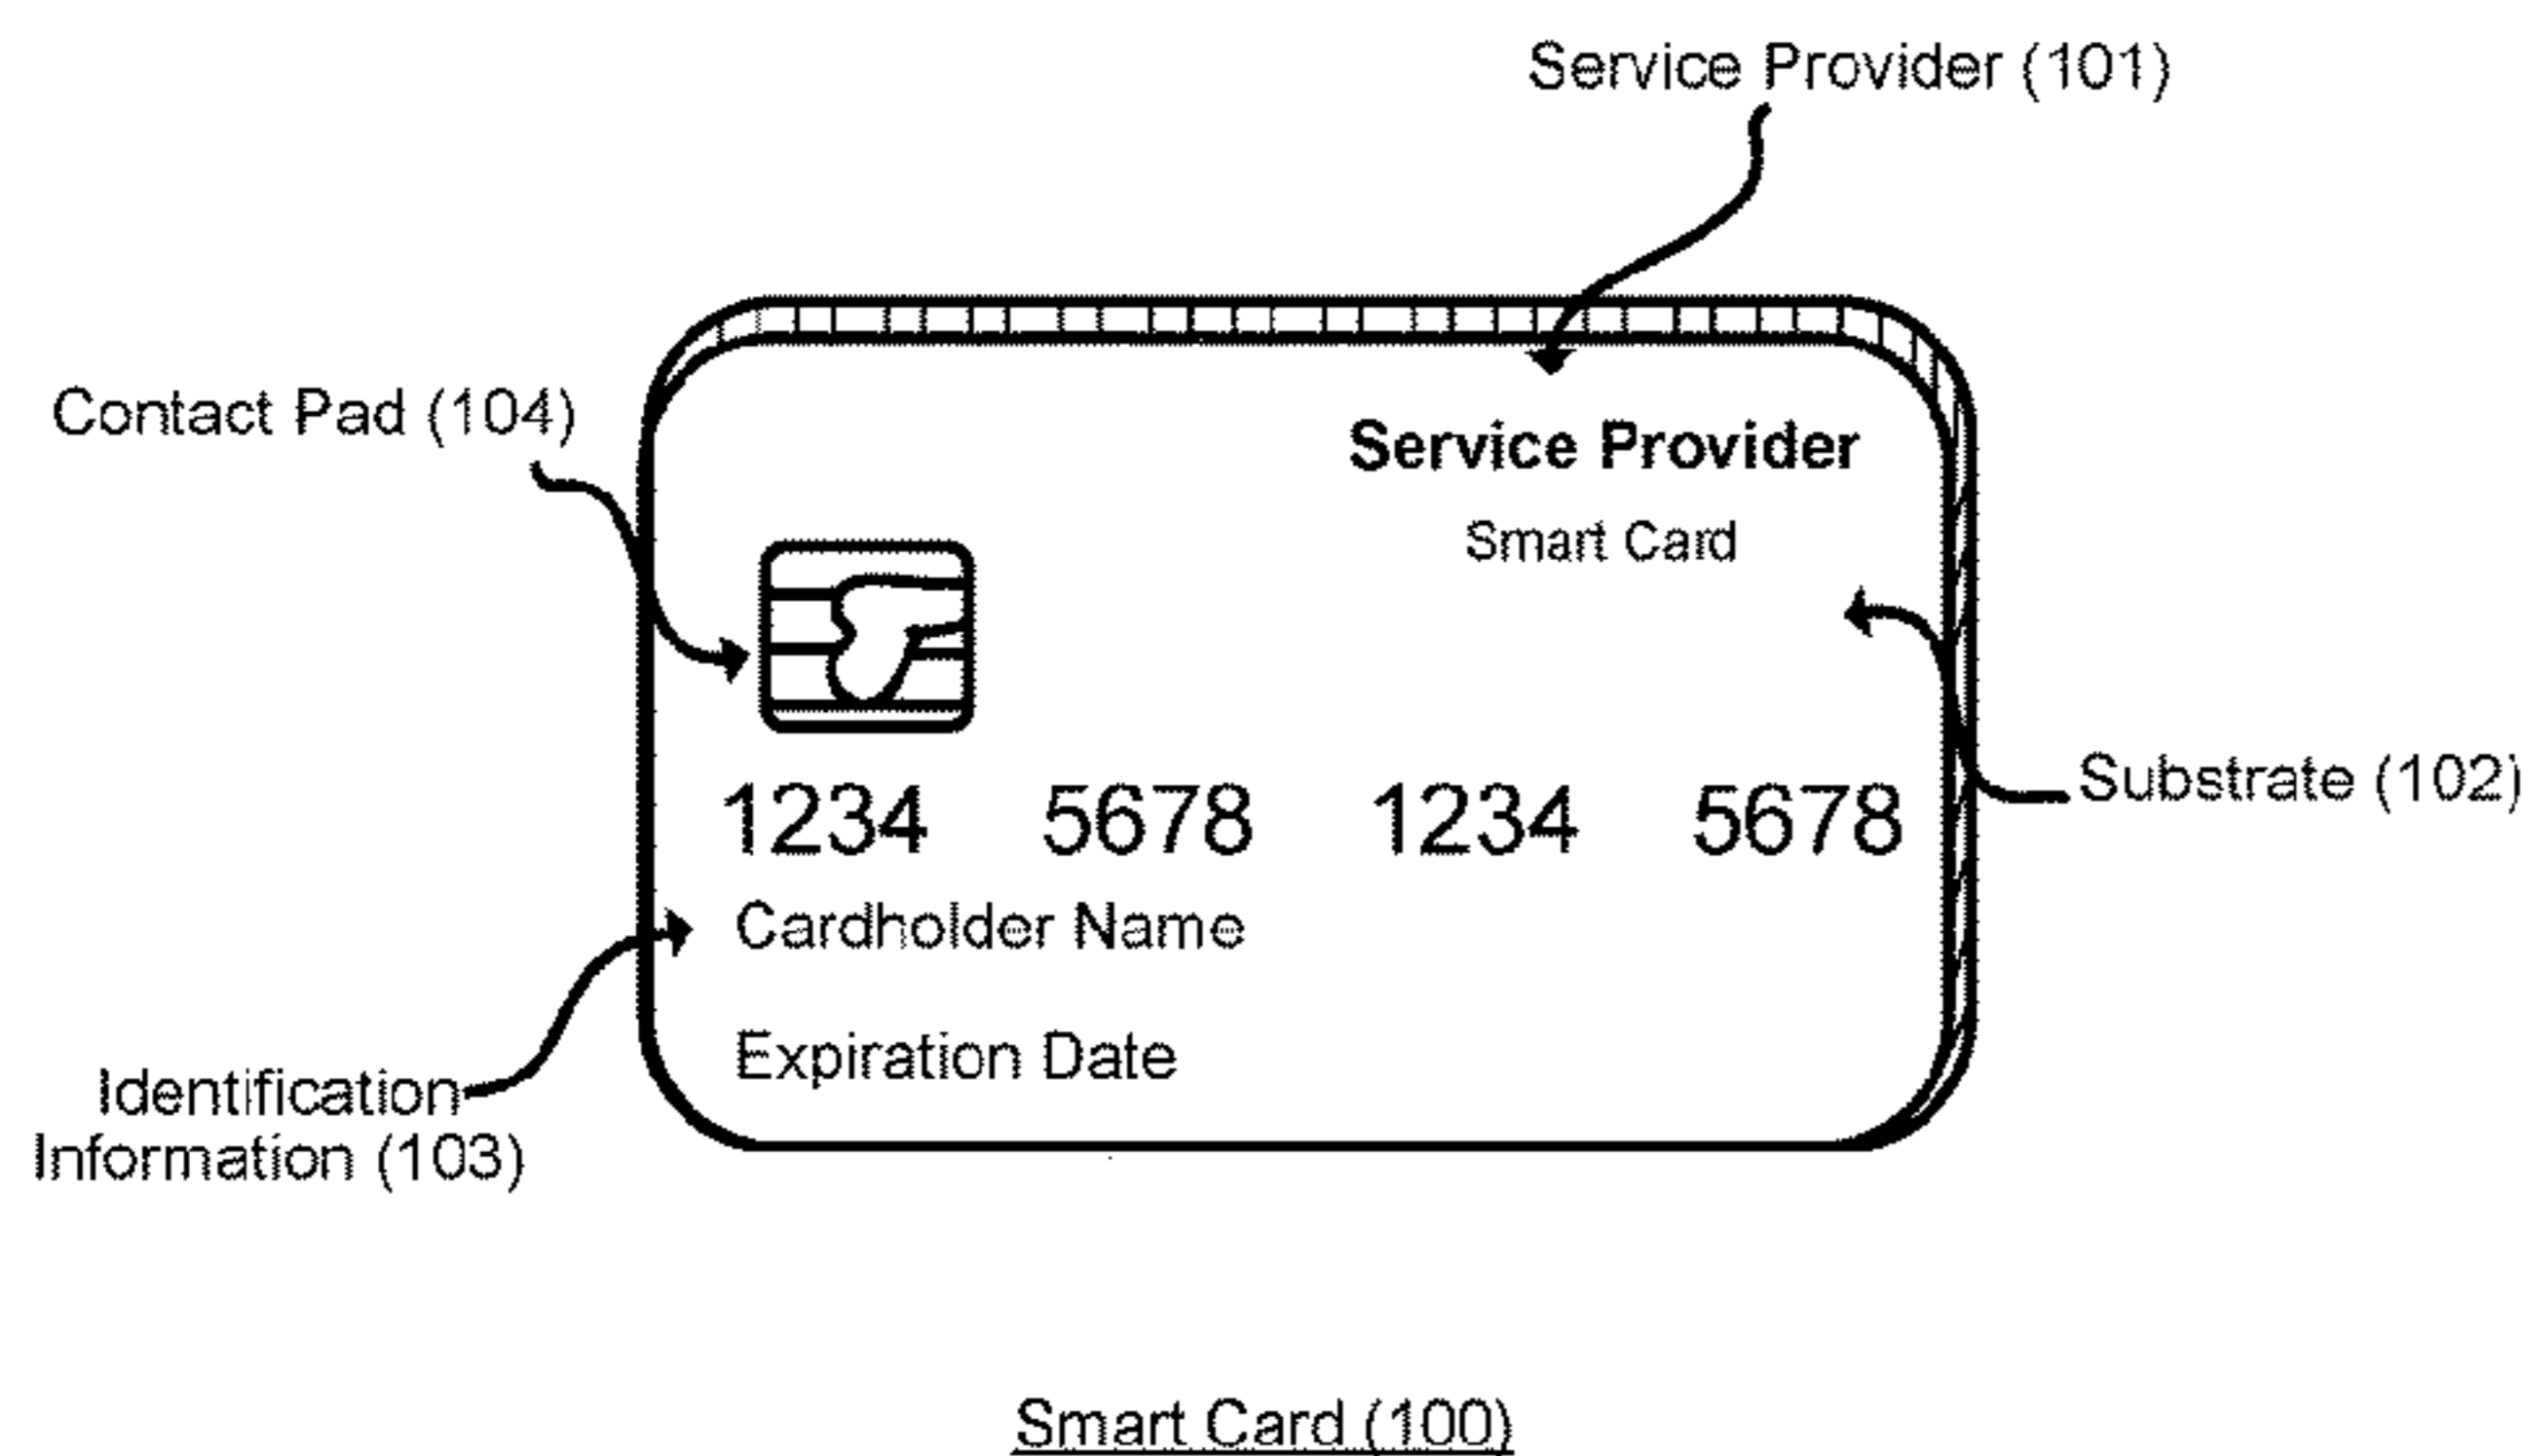 Service Provider (101)
Contact Pad (104)
Service Provider
Smart Card
Substrate (102)
1234 5678 1234 5678
Cardholder Name
Expiration Date
Identification
Information (103)
Smart Card (100)